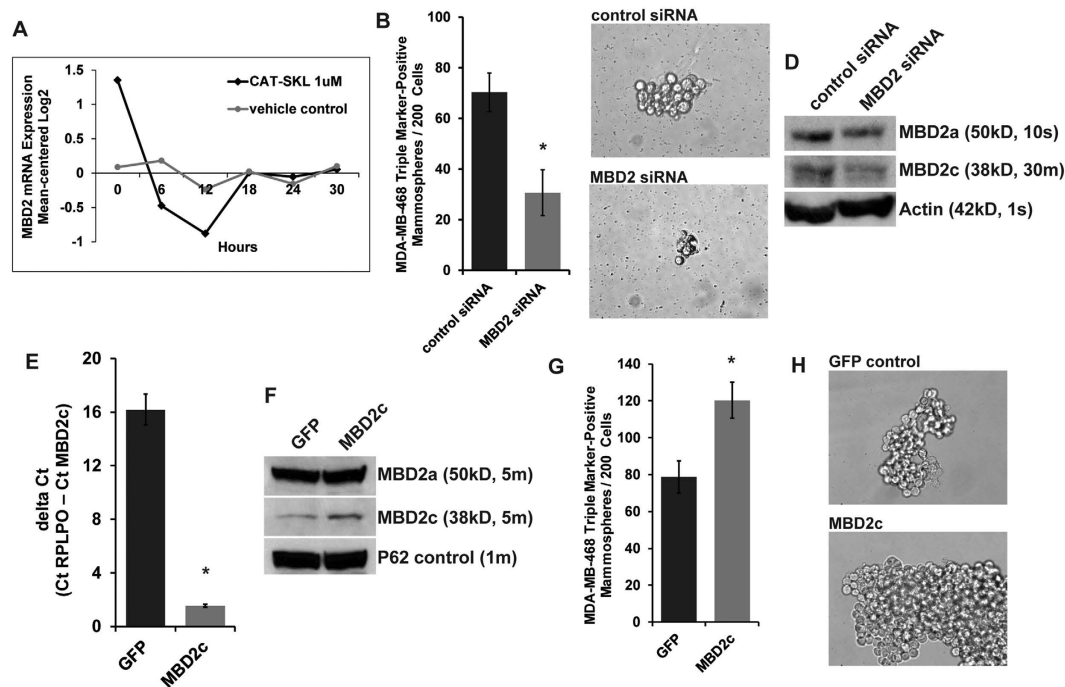 A
MBD2 mRNA Expression
Mean-centered Log2
1.5
1
0.5
0
-0.5
-1
0 6 12 18 24 30
Hours
CAT-SKL 1uM
vehicle control
B
MDA-MB-468 Triple Marker-Positive
Mammospheres / 200 Cells
100
80
60
40
20
0
*
control siRNA
MBD2 siRNA
control siRNA
MBD2 siRNA
D
control siRNA
MBD2 siRNA
MBD2a (50kD, 10s)
MBD2c (38kD, 30m)
Actin (42kD, 1s)
E
delta Ct
(Ct RPLPO – Ct MBD2c)
20
16
12
8
4
0
*
GFP
MBD2c
F
GFP
MBD2c
MBD2a (50kD, 5m)
MBD2c (38kD, 5m)
P62 control (1m)
G
MDA-MB-468 Triple Marker-Positive
Mammospheres / 200 Cells
140
120
100
80
60
40
20
0
*
GFP
MBD2c
H
GFP control
MBD2c